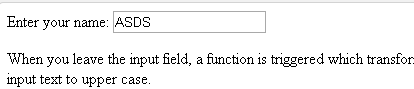 Enter your name: ASDS
When you leave the input field, a function is triggered which transfor
input text to upper case.